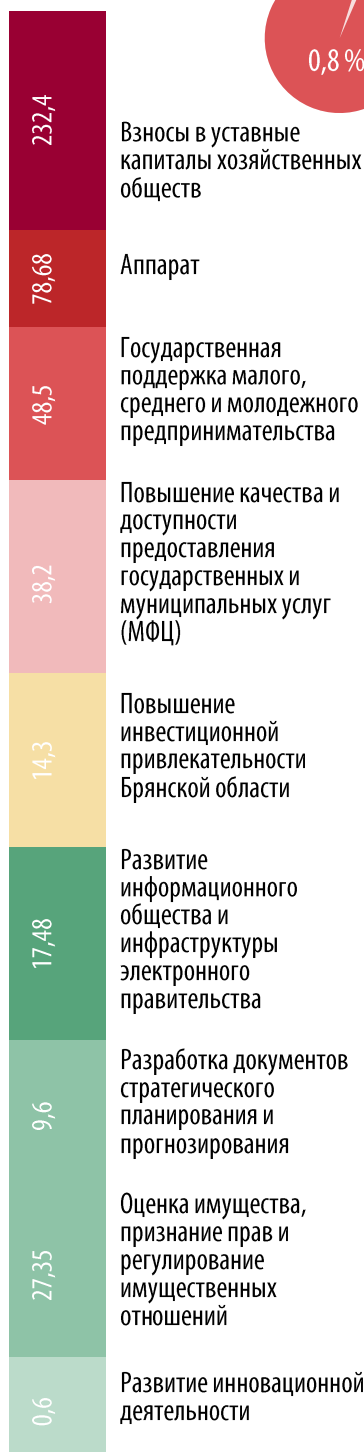 0,8 %
232,4
Взносы в уставные
капиталы хозяйственных
обществ
78,68
Аппарат
48,5
Государственная
поддержка малого,
среднего и молодежного
предпринимательства
38,2
Повышение качества и
доступности
предоставления
государственных и
муниципальных услуг
(МФЦ)
14,3
Повышение
инвестиционной
привлекательности
Брянской области
17,48
Развитие
информационного
общества и
инфраструктуры
электронного
правительства
9,6
Разработка документов
стратегического
планирования и
прогнозирования
27,35
Оценка имущества,
признание прав и
регулирование
имущественных
отношений
0,6
Развитие инновационной
деятельности